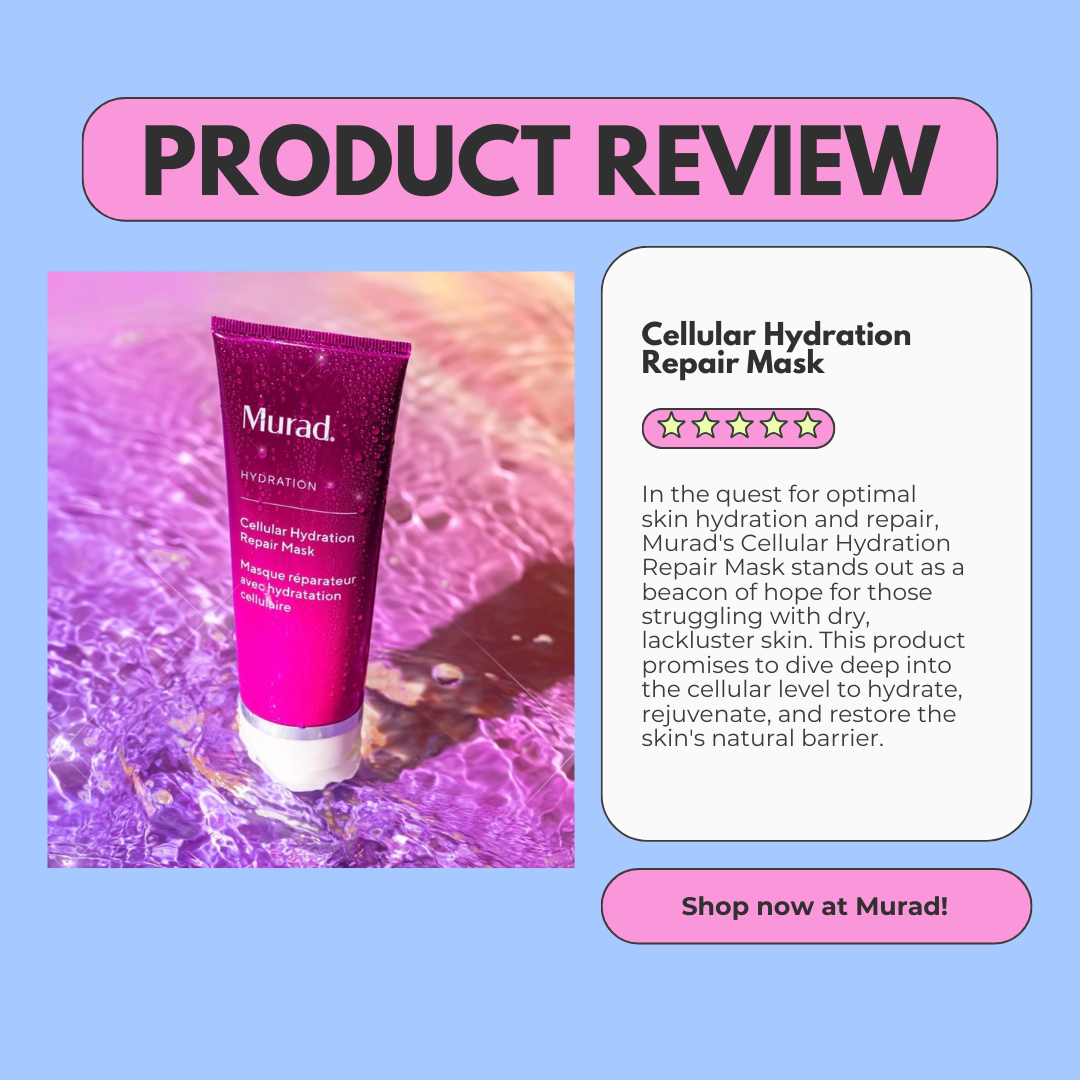 PRODUCT REVIEW
Murad.
HYDRATION
Cellular Hydration
Repair Mask
Masque réparateur
avec hydratation
cellulaire
Cellular Hydration
Repair Mask
In the quest for optimal
skin hydration and repair,
Murad's Cellular Hydration
Repair Mask stands out as a
beacon of hope for those
struggling with dry,
lackluster skin. This product
promises to dive deep into
the cellular level to hydrate,
rejuvenate, and restore the
skin's natural barrier.
Shop now at Murad!